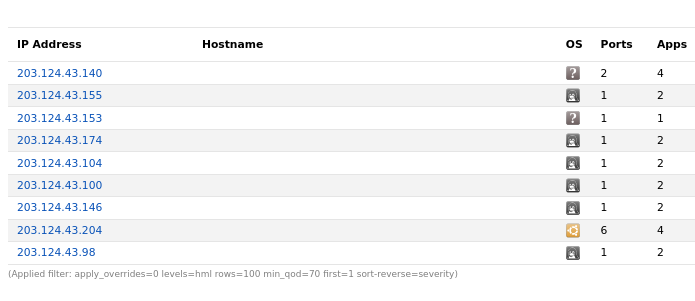 IP Address Hostname OS Ports Apps
203.124.43.140 ? 2 4
203.124.43.155 1 2
203.124.43.153 ? 1 1
203.124.43.174 1 2
203.124.43.104 1 2
203.124.43.100 1 2
203.124.43.146 1 2
203.124.43.204 6 4
203.124.43.98 1 2
(Applied filter: apply_overrides=0 levels=hml rows=100 min_qod=70 first=1 sort-reverse=severity)